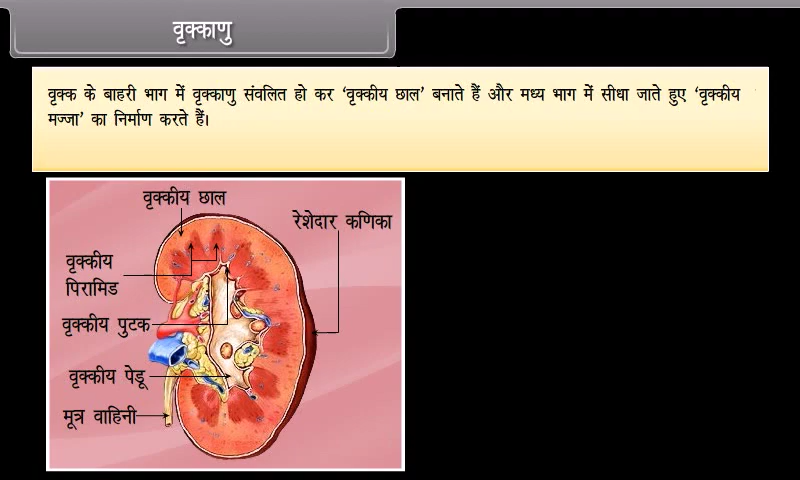 वृक्काणु
वृक्क के बाहरी भाग में वृक्काणु संवलित हो कर ‘वृक्कीय छाल’ बनाते हैं और मध्य भाग में सीधा जाते हुए ‘वृक्कीय
मज्जा’ का निर्माण करते हैं।
वृक्कीय छाल
रेशेदार कणिका
वृक्कीय
पिरामिड
वृक्कीय पुटक
वृक्कीय पेडू
मूत्र वाहिनी